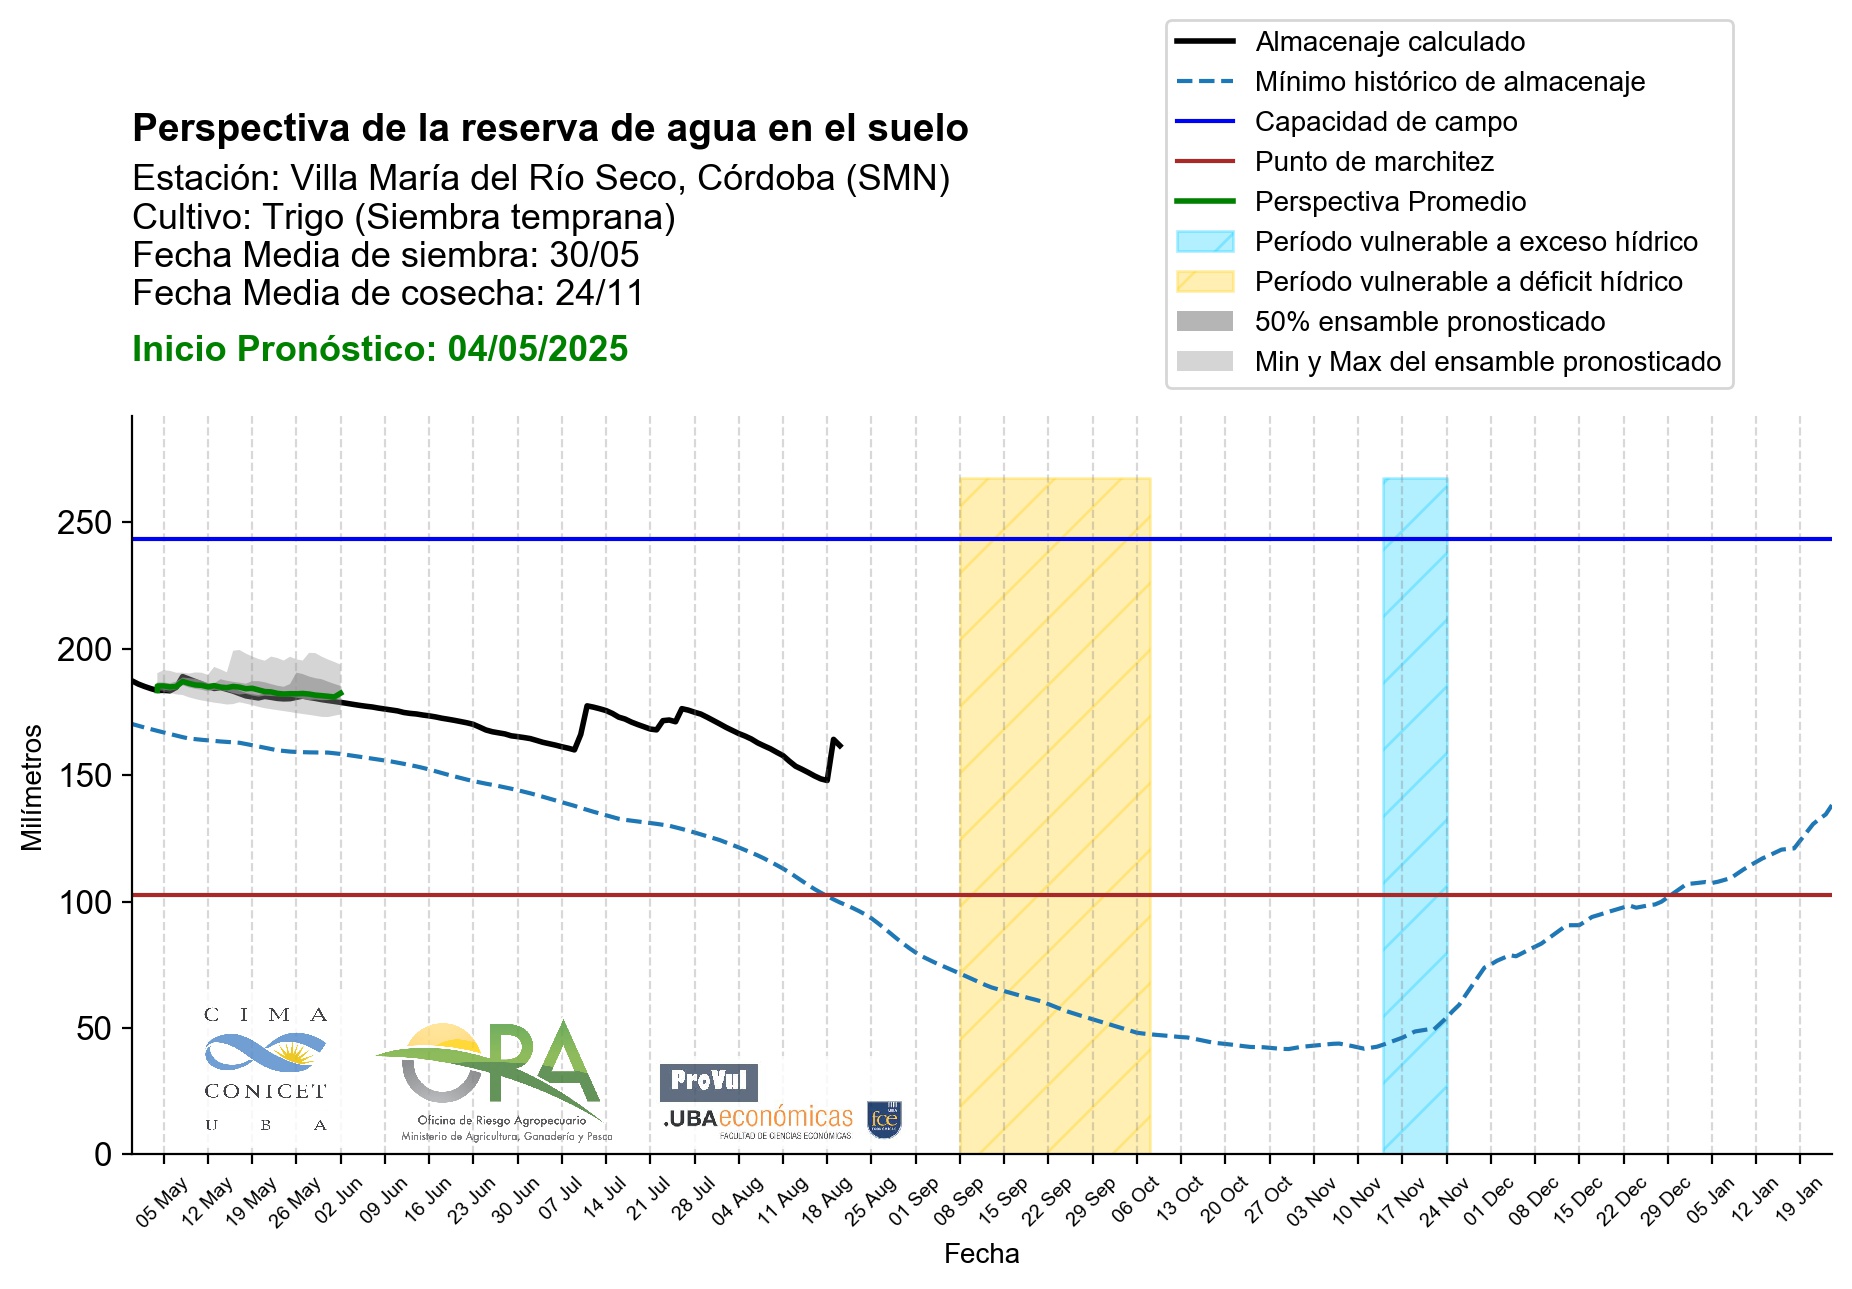 Almacenaje calculado
Mínimo histórico de almacenaje
Capacidad de campo
Punto de marchitez
Perspectiva Promedio
Período vulnerable a exceso hídrico
Período vulnerable a déficit hídrico
50% ensamble pronosticado
Min y Max del ensamble pronosticado
Perspectiva de la reserva de agua en el suelo
Estación: Villa María del Río Seco, Córdoba (SMN)
Cultivo: Trigo (Siembra temprana)
Fecha Media de siembra: 30/05
Fecha Media de cosecha: 24/11
Inicio Pronóstico: 04/05/2025
Milímetros
250
200
150
100
50
0
CIMA
CONICET
UBA
ORA
Oficina de Riesgo Agropecuario
Ministerio de Agricultura, Ganadería y Pesca
ProVul
.UBAeconómicas
FACULTAD DE CIENCIAS ECONÓMICAS
fce
05 May
12 May
19 May
26 May
02 Jun
09 Jun
16 Jun
23 Jun
30 Jun
07 Jul
14 Jul
21 Jul
28 Jul
04 Aug
11 Aug
18 Aug
25 Aug
01 Sep
08 Sep
15 Sep
22 Sep
29 Sep
06 Oct
13 Oct
20 Oct
27 Oct
03 Nov
10 Nov
17 Nov
24 Nov
01 Dec
08 Dec
15 Dec
22 Dec
29 Dec
05 Jan
12 Jan
19 Jan
Fecha